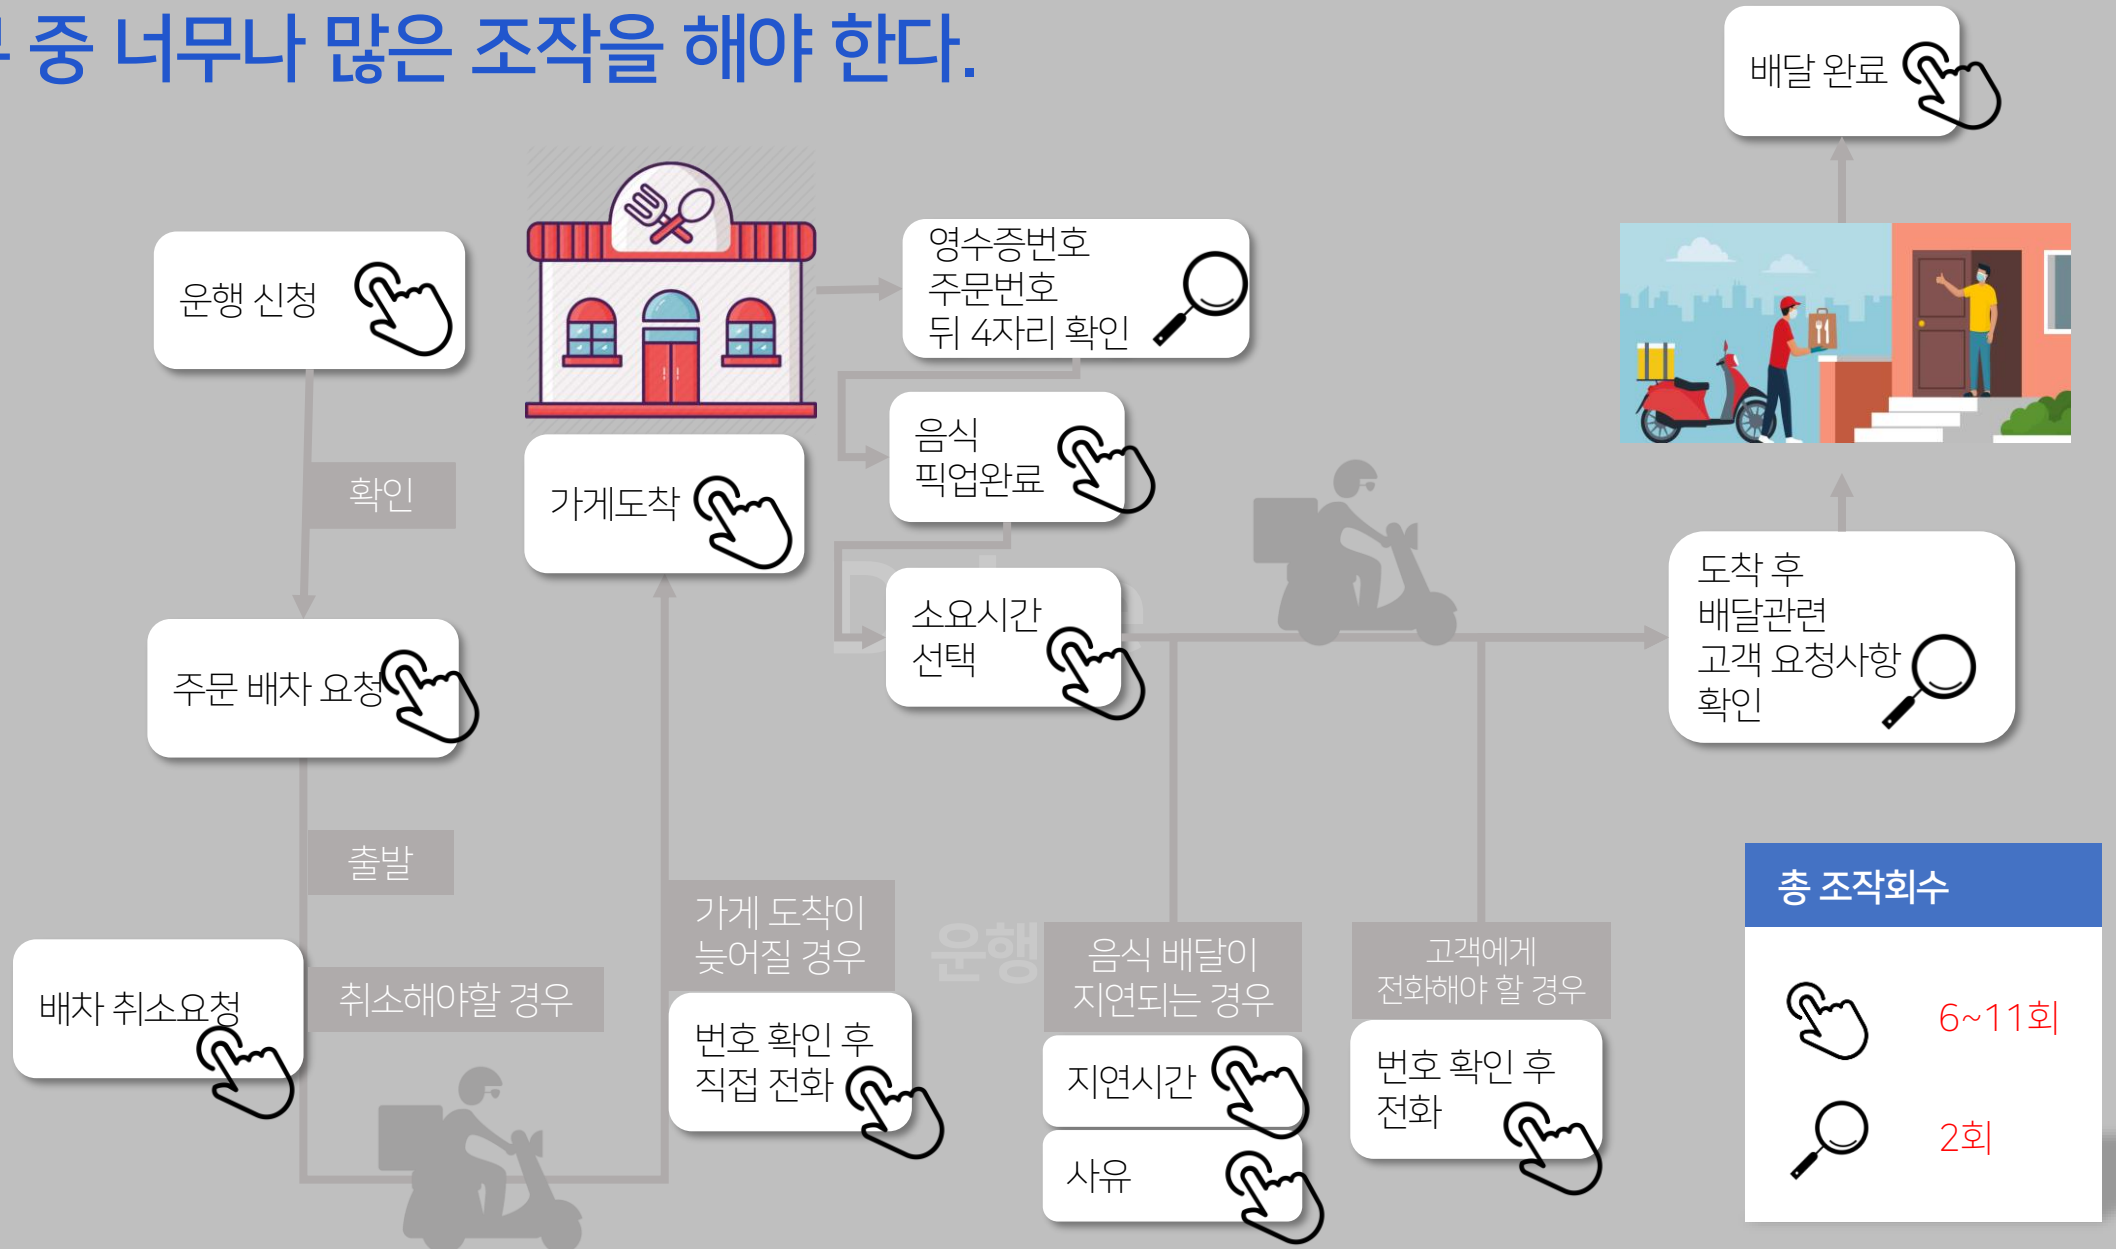 중 너무나 많은 조작을 해야 한다.
배달 완료
운행 신청
확인
주문 배차 요청
출발
배차 취소요청
취소해야할 경우
가게도착
가게 도착이
늦어질 경우
번호 확인 후
직접 전화
영수증번호
주문번호
뒤 4자리 확인
음식
픽업완료
소요시간
선택
운행
음식 배달이
지연되는 경우
지연시간
사유
고객에게
전화해야 할 경우
번호 확인 후
전화
도착 후
배달관련
고객 요청사항
확인
총 조작회수
6~11회
2회